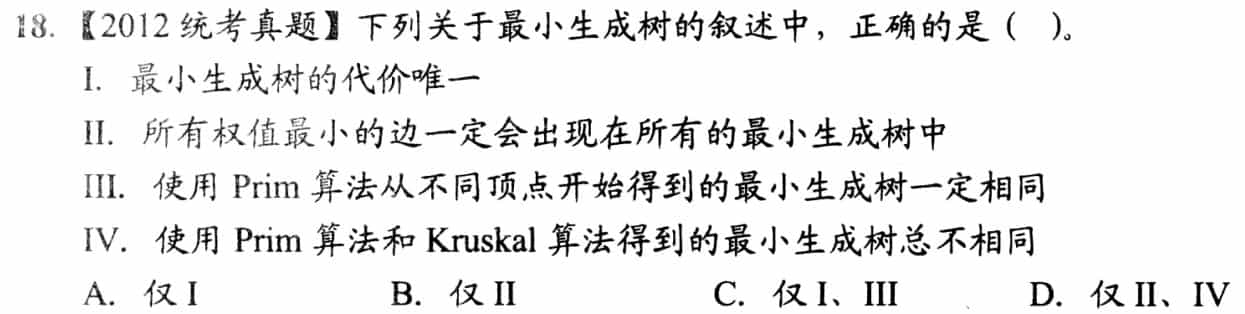 18.【2012 统考真题】下列关于最小生成树的叙述中，正确的是（　）。
I. 最小生成树的代价唯一
II. 所有权值最小的边一定会出现在所有的最小生成树中
III. 使用 Prim 算法从不同顶点开始得到的最小生成树一定相同
IV. 使用 Prim 算法和 Kruskal 算法得到的最小生成树总不相同
A. 仅 I B. 仅 II C. 仅 I、III D. 仅 II、IV